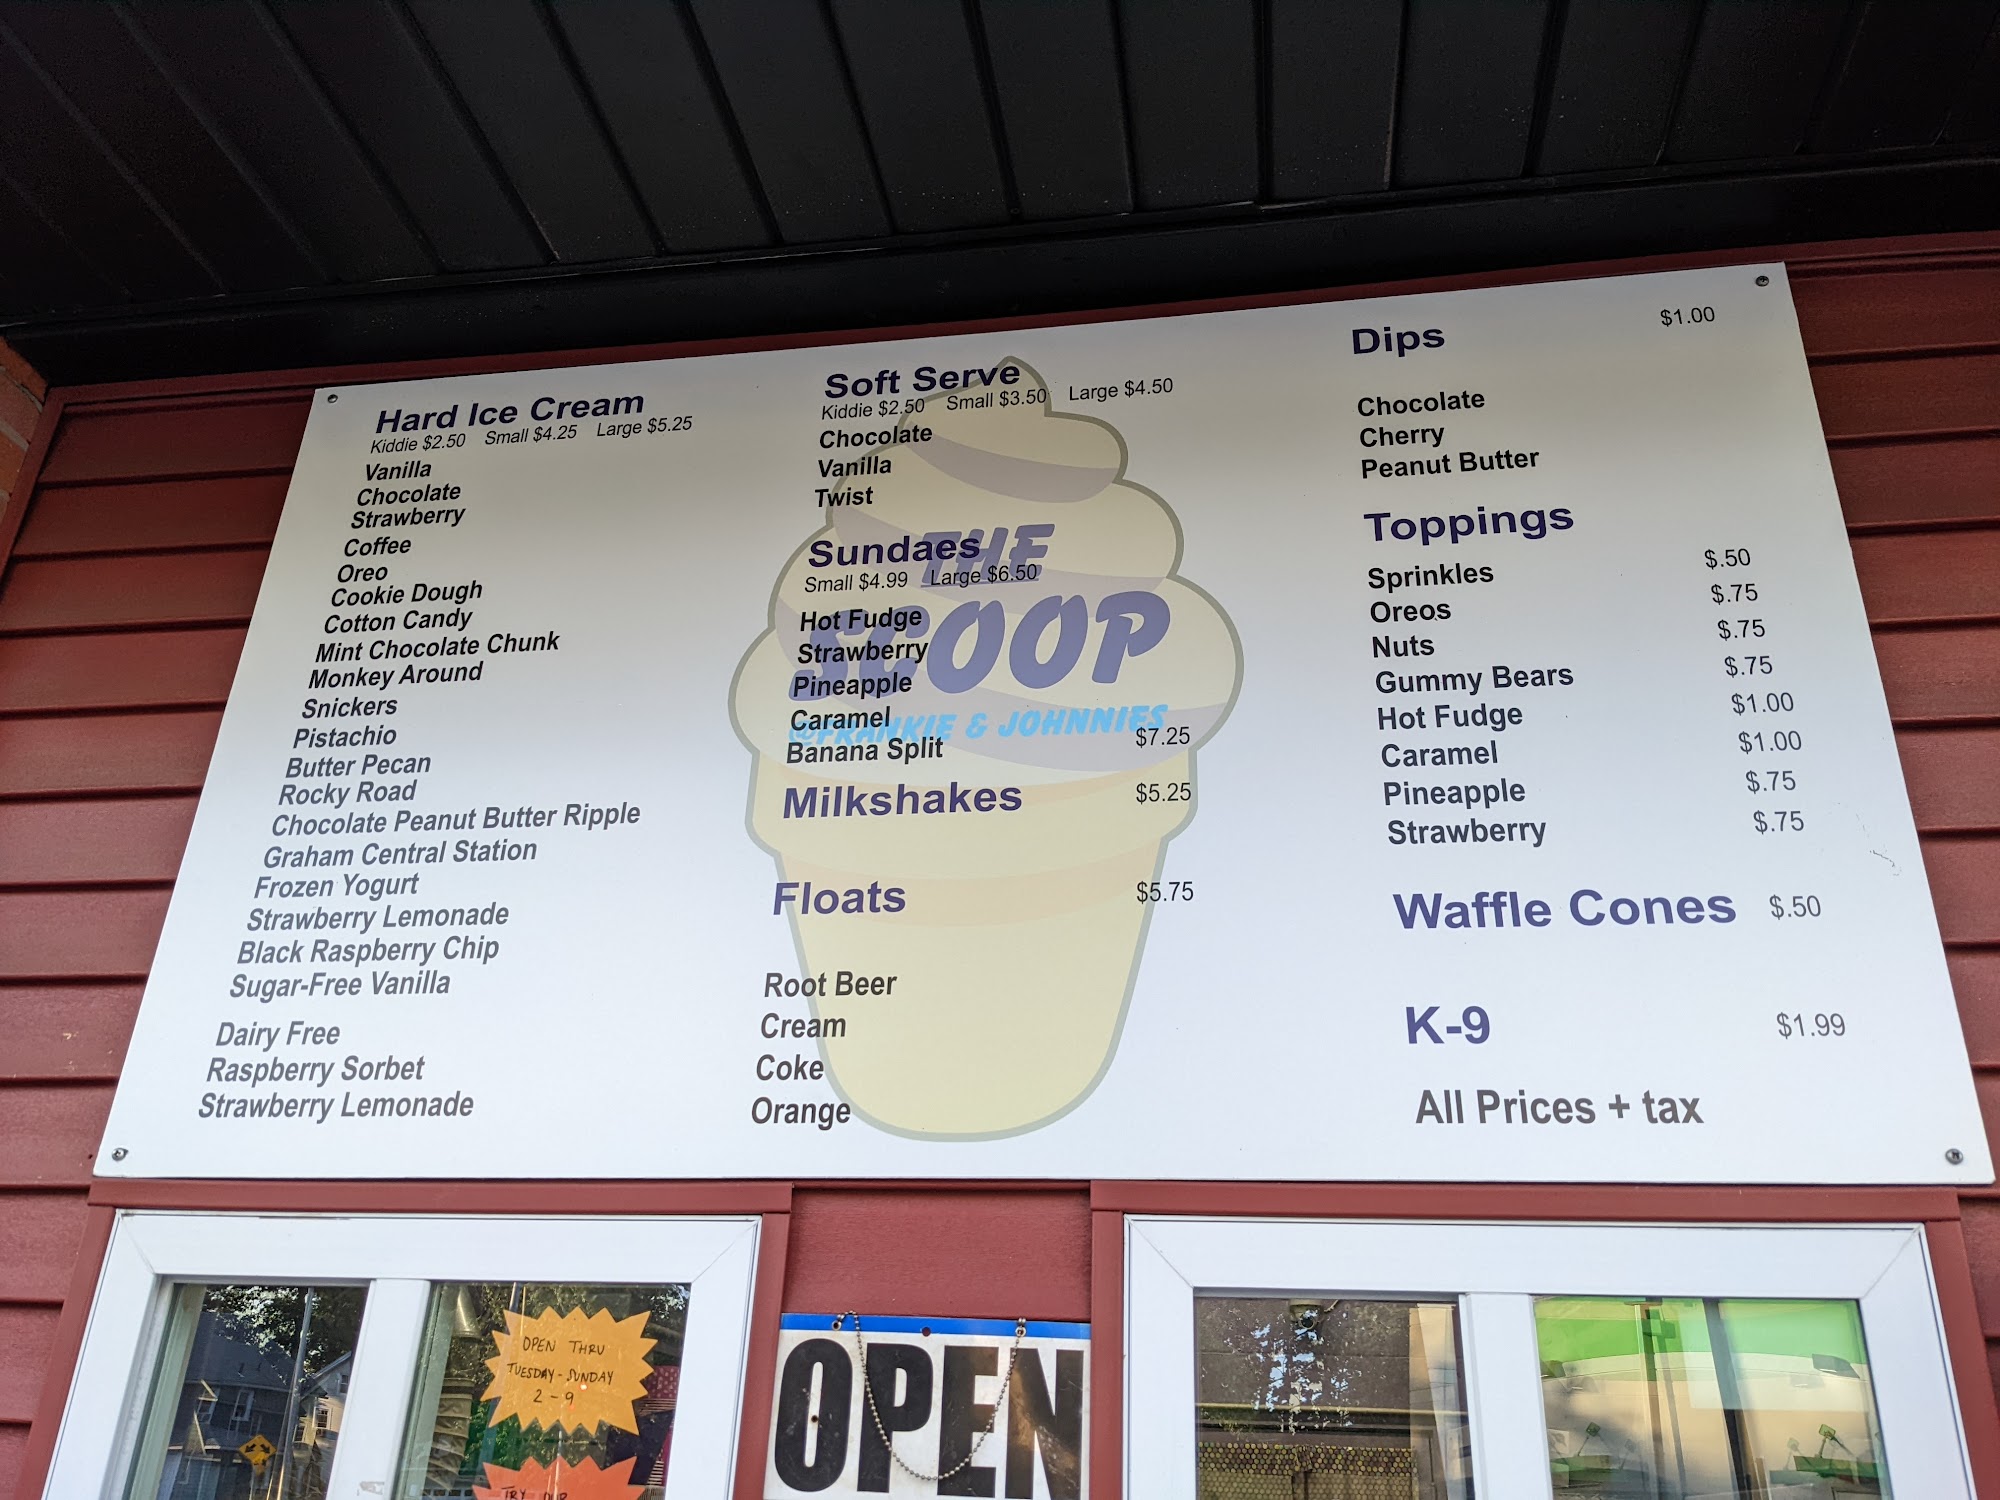 Hard Ice Cream
Kiddie $2.50 Small $4.25 Large $5.25
Vanilla
Chocolate
Strawberry
Coffee
Oreo
Cookie Dough
Cotton Candy
Mint Chocolate Chunk
Monkey Around
Snickers
Pistachio
Butter Pecan
Rocky Road
Chocolate Peanut Butter Ripple
Graham Central Station
Frozen Yogurt
Strawberry Lemonade
Black Raspberry Chip
Sugar-Free Vanilla
Dairy Free
Raspberry Sorbet
Strawberry Lemonade
Soft Serve
Kiddie $2.50 Small $3.50 Large $4.50
Chocolate
Vanilla
Twist
THE
SCOOP
@FRANKIE & JOHNNIES
Sundaes
Small $4.99 Large $6.50
Hot Fudge
Strawberry
Pineapple
Caramel
Banana Split $7.25
Milkshakes $5.25
Floats $5.75
Root Beer
Cream
Coke
Orange
Dips $1.00
Chocolate
Cherry
Peanut Butter
Toppings
Sprinkles $.50
Oreos $.75
Nuts $.75
Gummy Bears $.75
Hot Fudge $1.00
Caramel $1.00
Pineapple $.75
Strawberry $.75
Waffle Cones $.50
K-9 $1.99
All Prices + tax
OPEN THRU
TUESDAY - SUNDAY
2 - 9
TRY OUR
OPEN